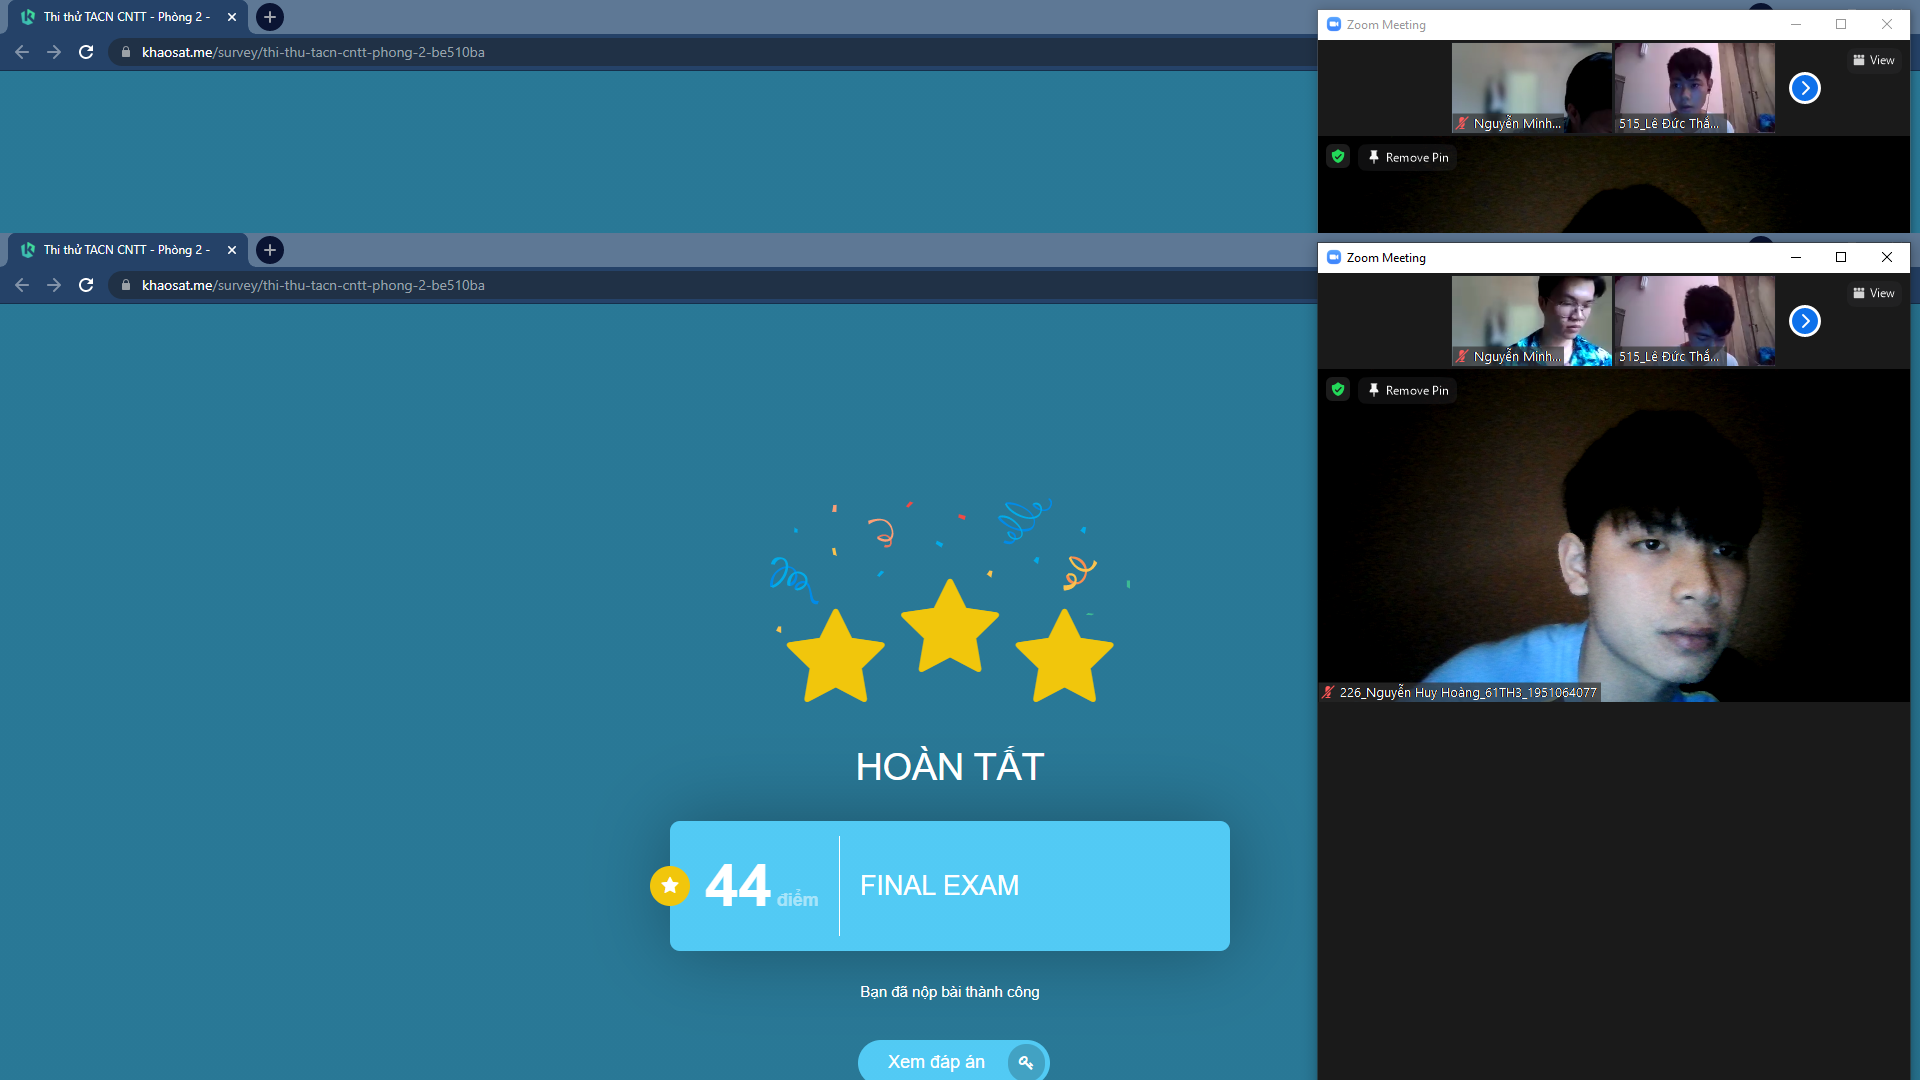 Thi thử TACN CNTT - Phòng 2 -
khaosat.me/survey/thi-thu-tacn-cntt-phong-2-be510ba
Zoom Meeting
View
Nguyễn Minh...
515_Lê Đức Thắ...
Remove Pin
Thi thử TACN CNTT - Phòng 2 -
khaosat.me/survey/thi-thu-tacn-cntt-phong-2-be510ba
Zoom Meeting
View
Nguyễn Minh...
515_Lê Đức Thắ...
Remove Pin
226_Nguyễn Huy Hoàng_61TH3_1951064077
HOÀN TẤT
44 điểm
FINAL EXAM
Bạn đã nộp bài thành công
Xem đáp án